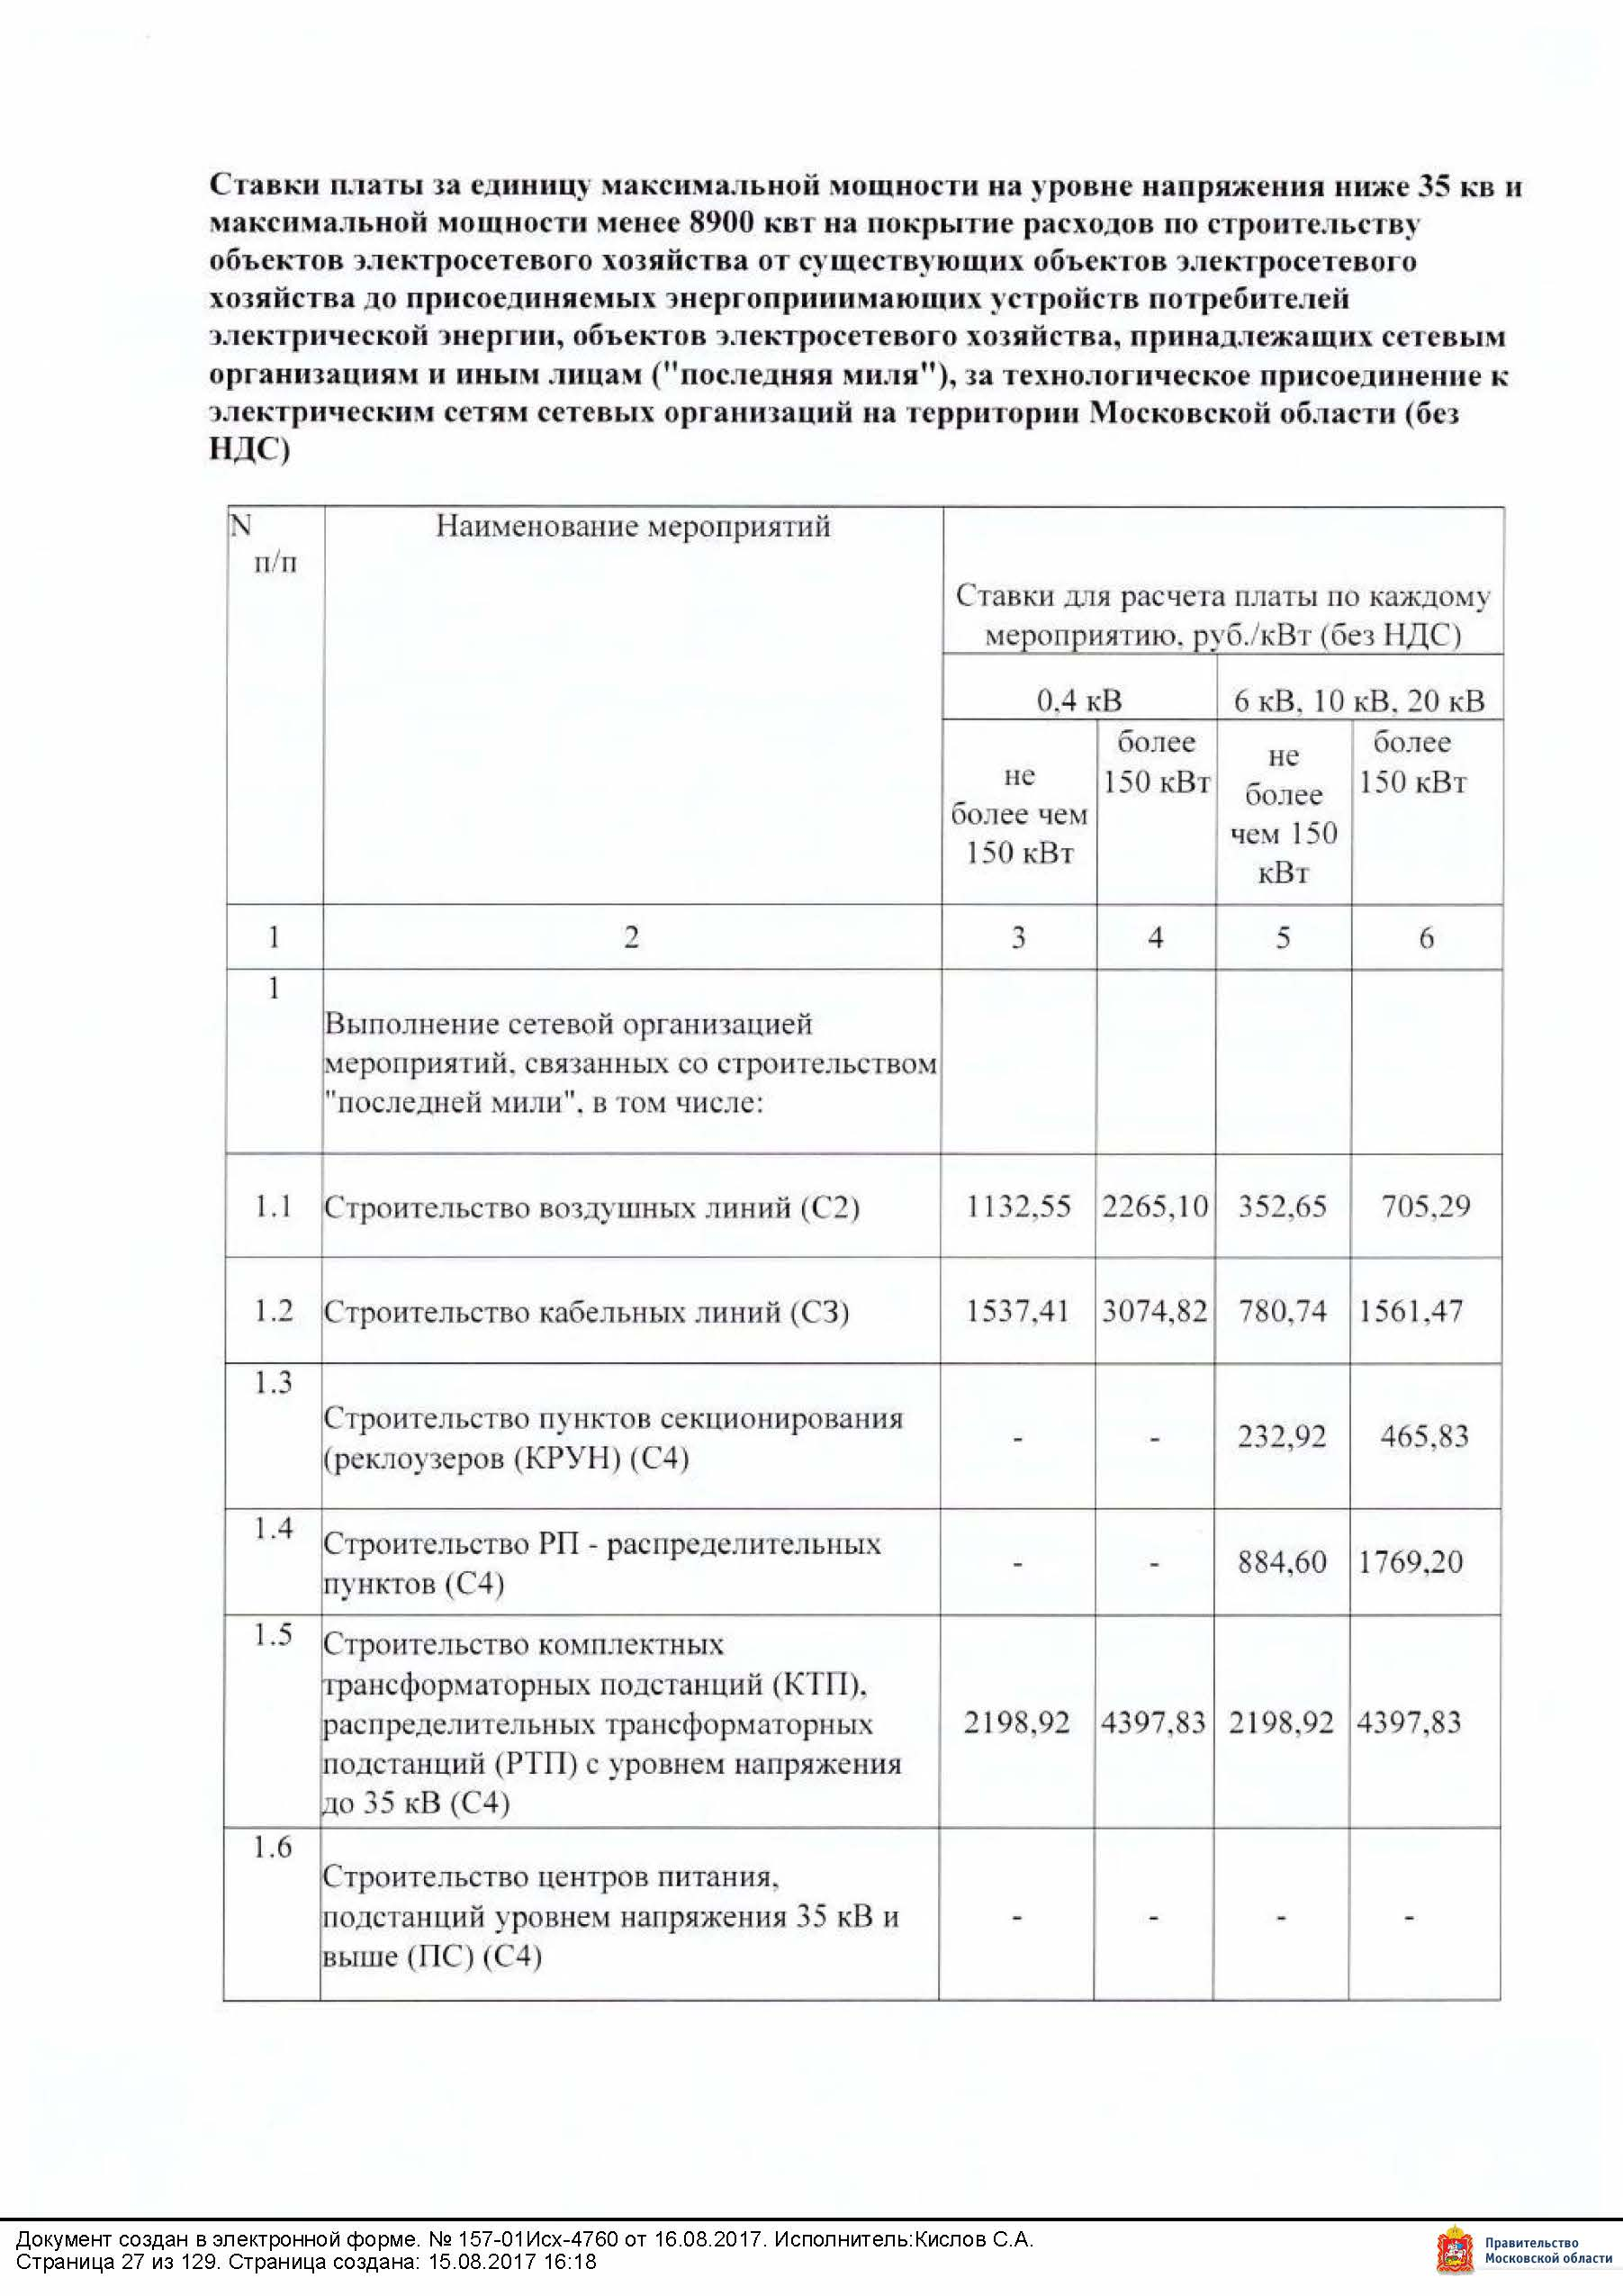 Ставки платы за единицу максимальной мощности на уровне напряжения ниже 35 кв и
максимальной мощности менее 8900 квт на покрытие расходов по строительству
объектов электросетевого хозяйства от существующих объектов электросетевого
хозяйства до присоединяемых энергопринимающих устройств потребителей
электрической энергии, объектов электросетевого хозяйства, принадлежащих сетевым
организациям и иным лицам ("последняя миля"), за технологическое присоединение к
электрическим сетям сетевых организаций на территории Московской области (без
НДС)
N
п/п
Наименование мероприятий
Ставки для расчета платы по каждому
мероприятию, руб./кВт (без НДС)
0,4 кВ
6 кВ, 10 кВ, 20 кВ
не
более чем
150 кВт
более
150 кВт
не
более
чем 150
кВт
более
150 кВт
1 2 3 4 5 6
1
Выполнение сетевой организацией
мероприятий, связанных со строительством
"последней мили", в том числе:
1.1 Строительство воздушных линий (С2) 1132,55 2265,10 352,65 705,29
1.2 Строительство кабельных линий (С3) 1537,41 3074,82 780,74 1561,47
1.3
Строительство пунктов секционирования
(реклоузеров (КРУН) (С4)
- - 232,92 465,83
1.4
Строительство РП - распределительных
пунктов (С4)
- - 884,60 1769,20
1.5
Строительство комплектных
трансформаторных подстанций (КТП),
распределительных трансформаторных
подстанций (РТП) с уровнем напряжения
до 35 кВ (С4)
2198,92 4397,83 2198,92 4397,83
1.6
Строительство центров питания,
подстанций уровнем напряжения 35 кВ и
выше (ПС) (С4)
- - - -
Документ создан в электронной форме. № 157-01Исх-4760 от 16.08.2017. Исполнитель:Кислов С.А.
Страница 27 из 129. Страница создана: 15.08.2017 16:18
Правительство
Московской области